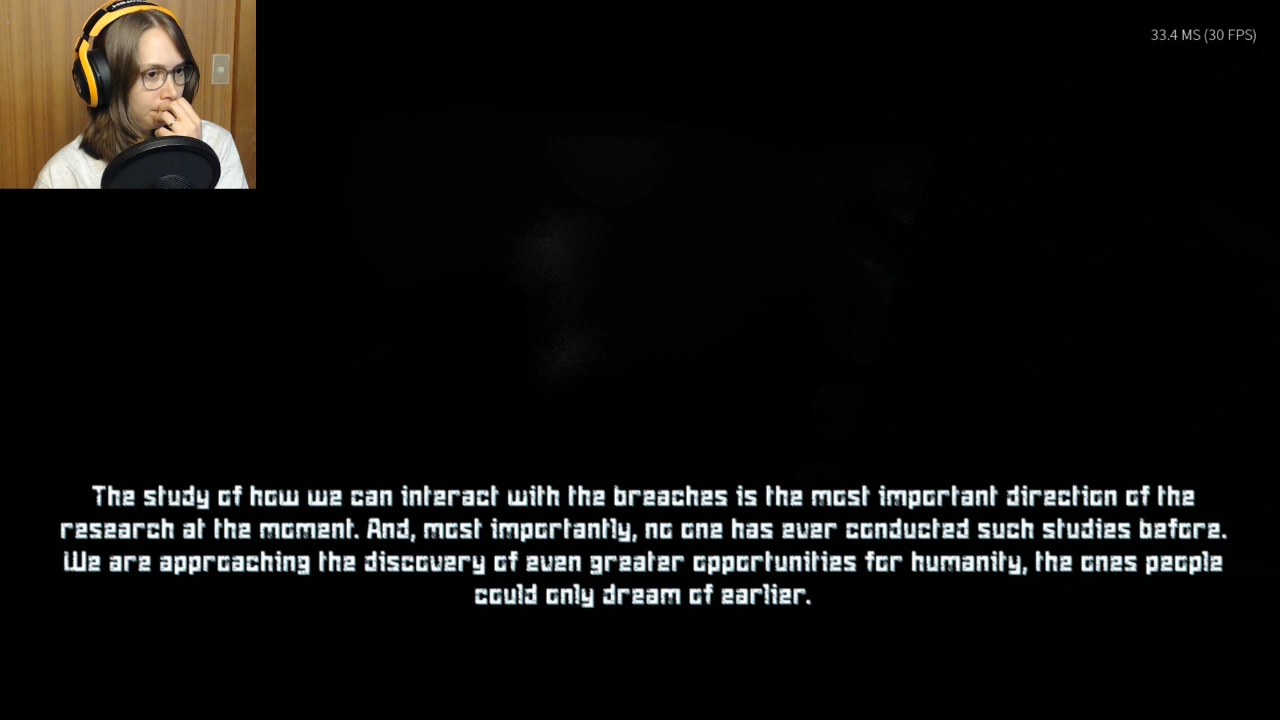 33.4 MS (30 FPS)
The study of how we can interact with the breaches is the most important direction of the
research at the moment. And, most importantly, no one has ever conducted such studies before.
We are approaching the discovery of even greater opportunities for humanity, the ones people
could only dream of earlier.